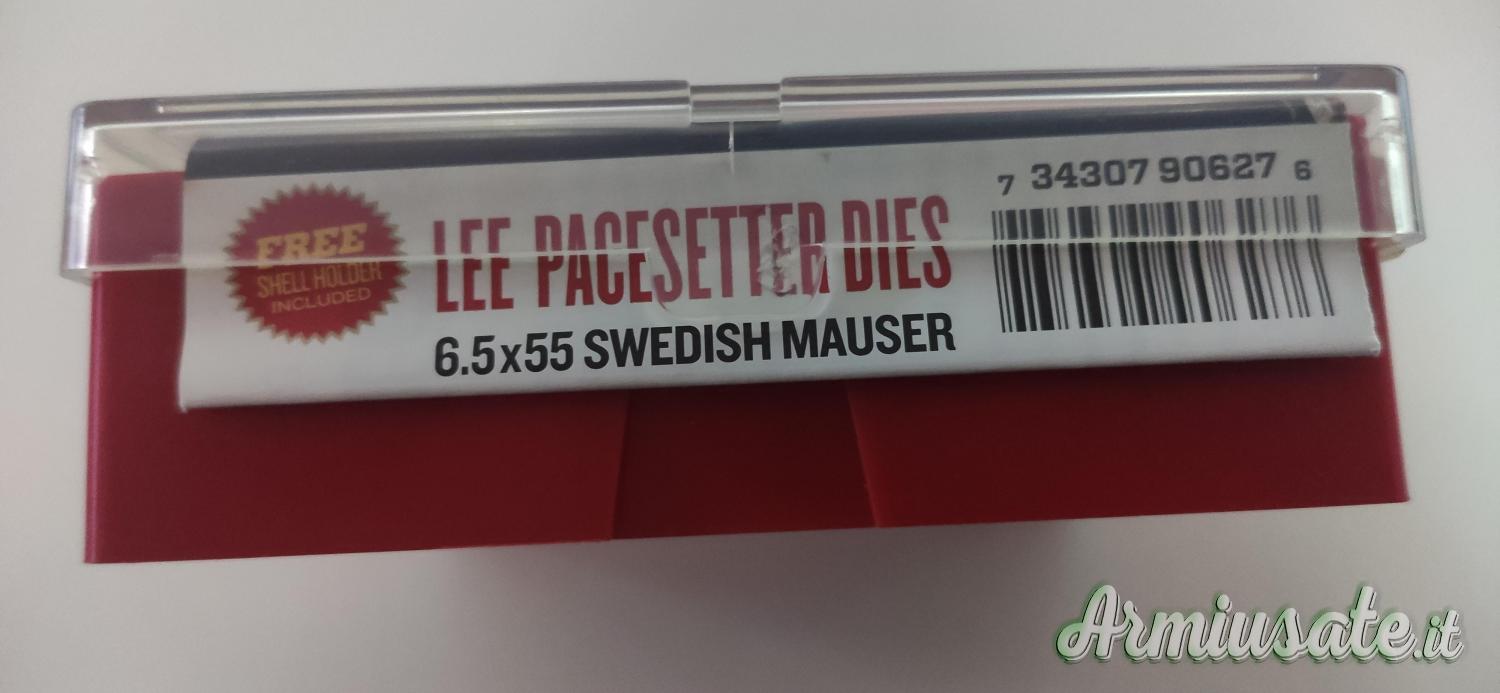 FREE
SHELL HOLDER
INCLUDED
LEE PACESETTER DIES
6.5x55 SWEDISH MAUSER
7 34307 90627 6
Armiusate.it